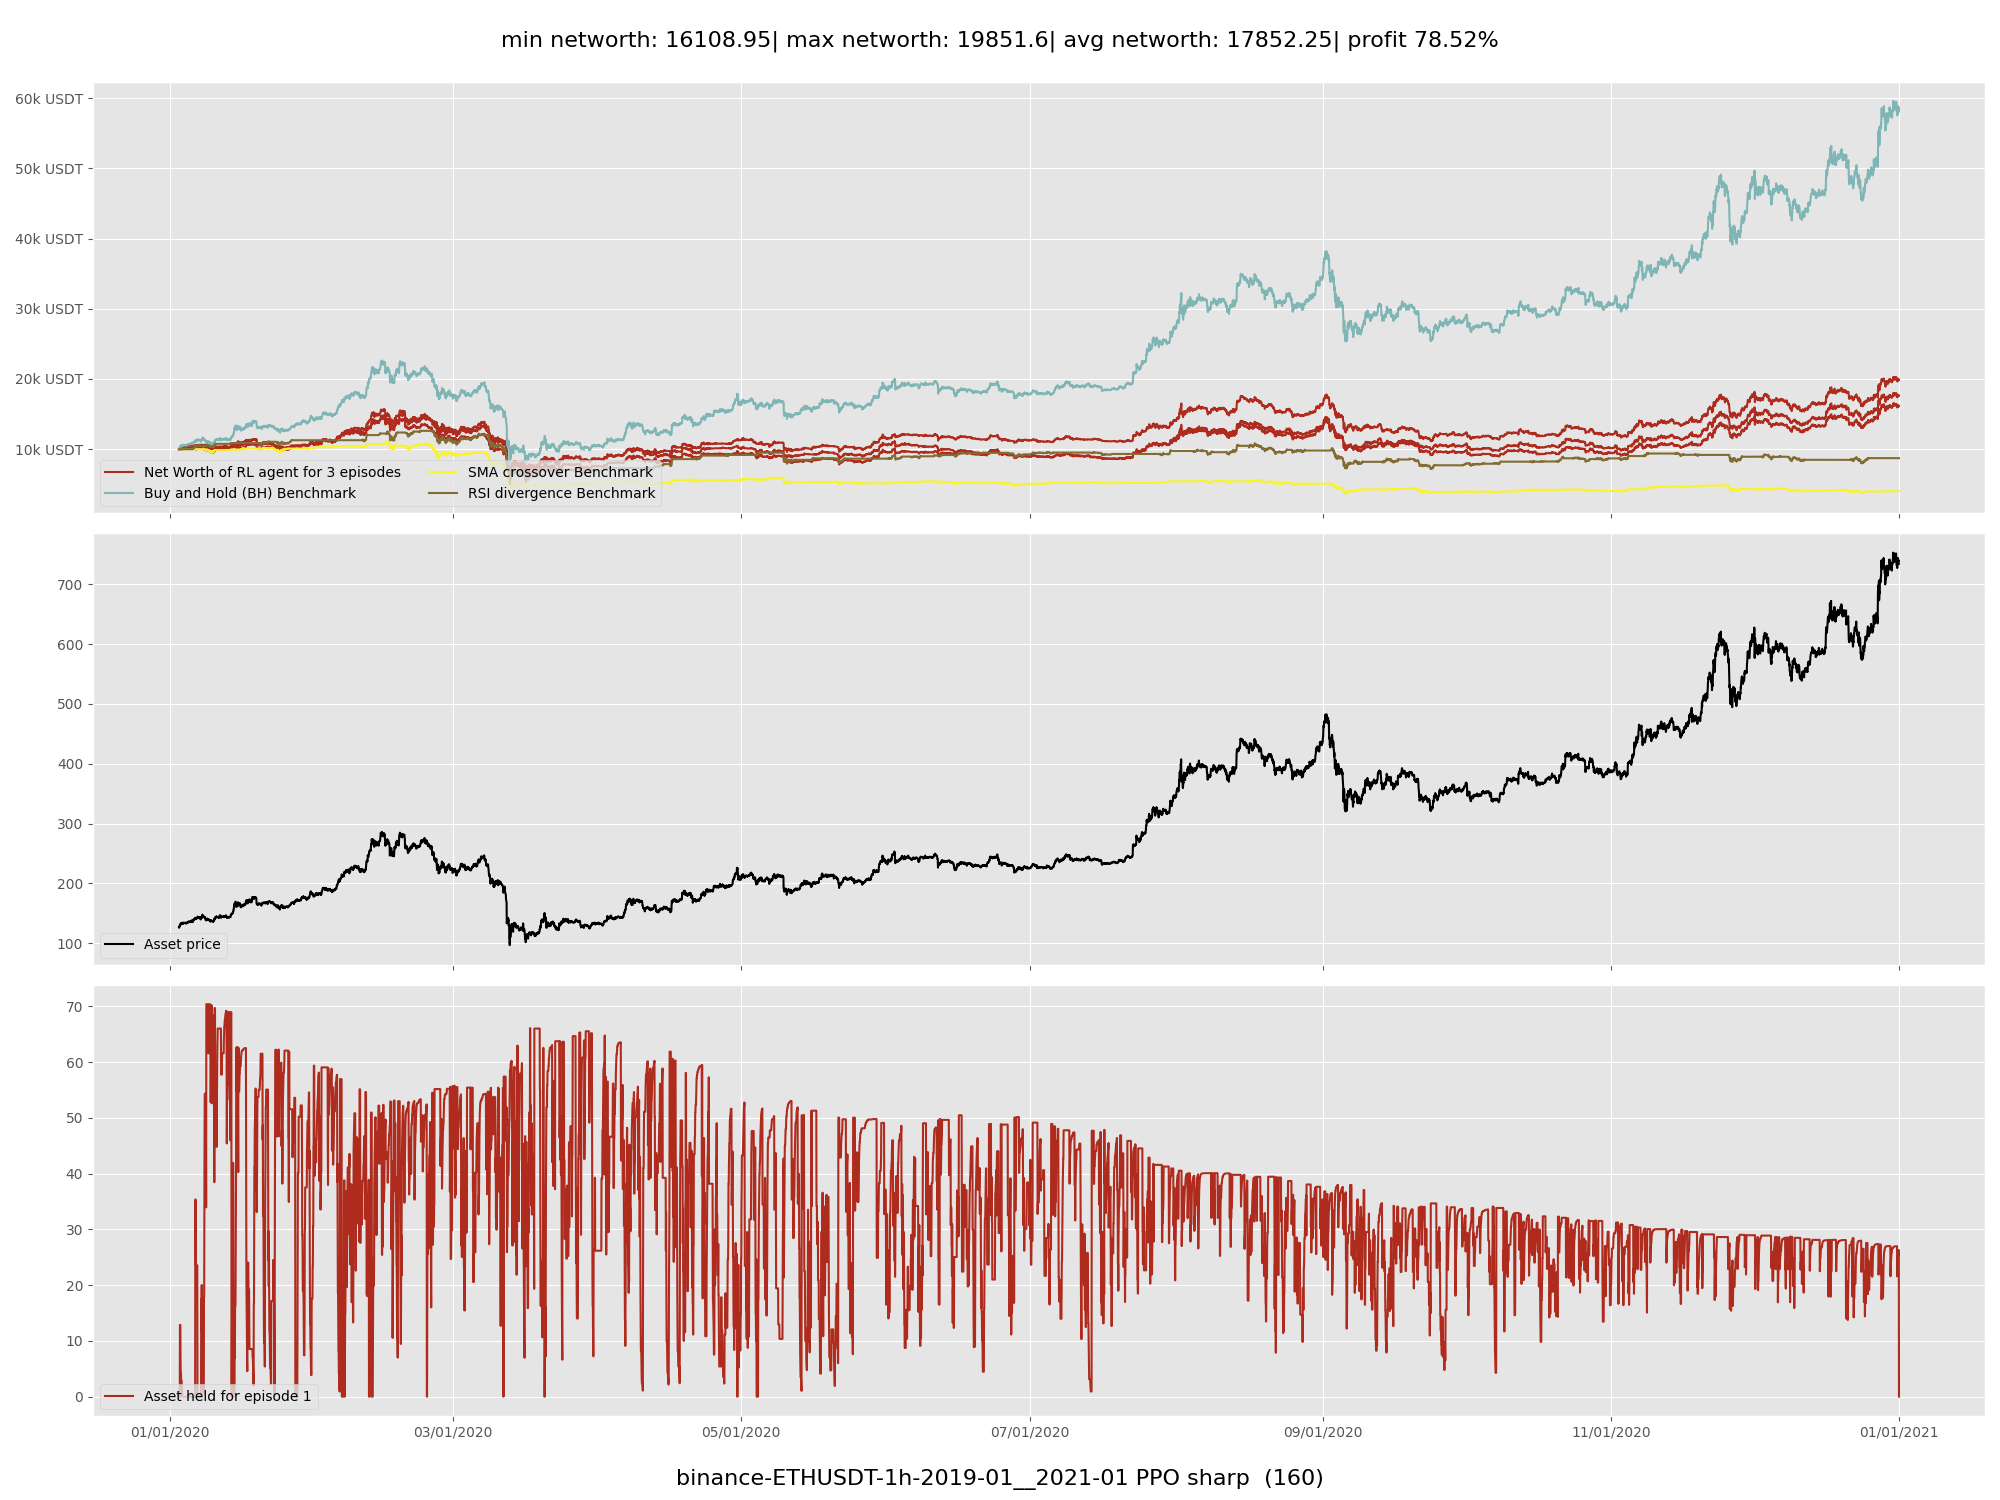 min networth: 16108.95| max networth: 19851.6| avg networth: 17852.25| profit 78.52%
60k USDT
50k USDT
40k USDT
30k USDT
20k USDT
10k USDT
Net Worth of RL agent for 3 episodes
Buy and Hold (BH) Benchmark
SMA crossover Benchmark
RSI divergence Benchmark
700
600
500
400
300
200
100
Asset price
70
60
50
40
30
20
10
0
Asset held for episode 1
01/01/2020 03/01/2020 05/01/2020 07/01/2020 09/01/2020 11/01/2020 01/01/2021
binance-ETHUSDT-1h-2019-01__2021-01 PPO sharp  (160)